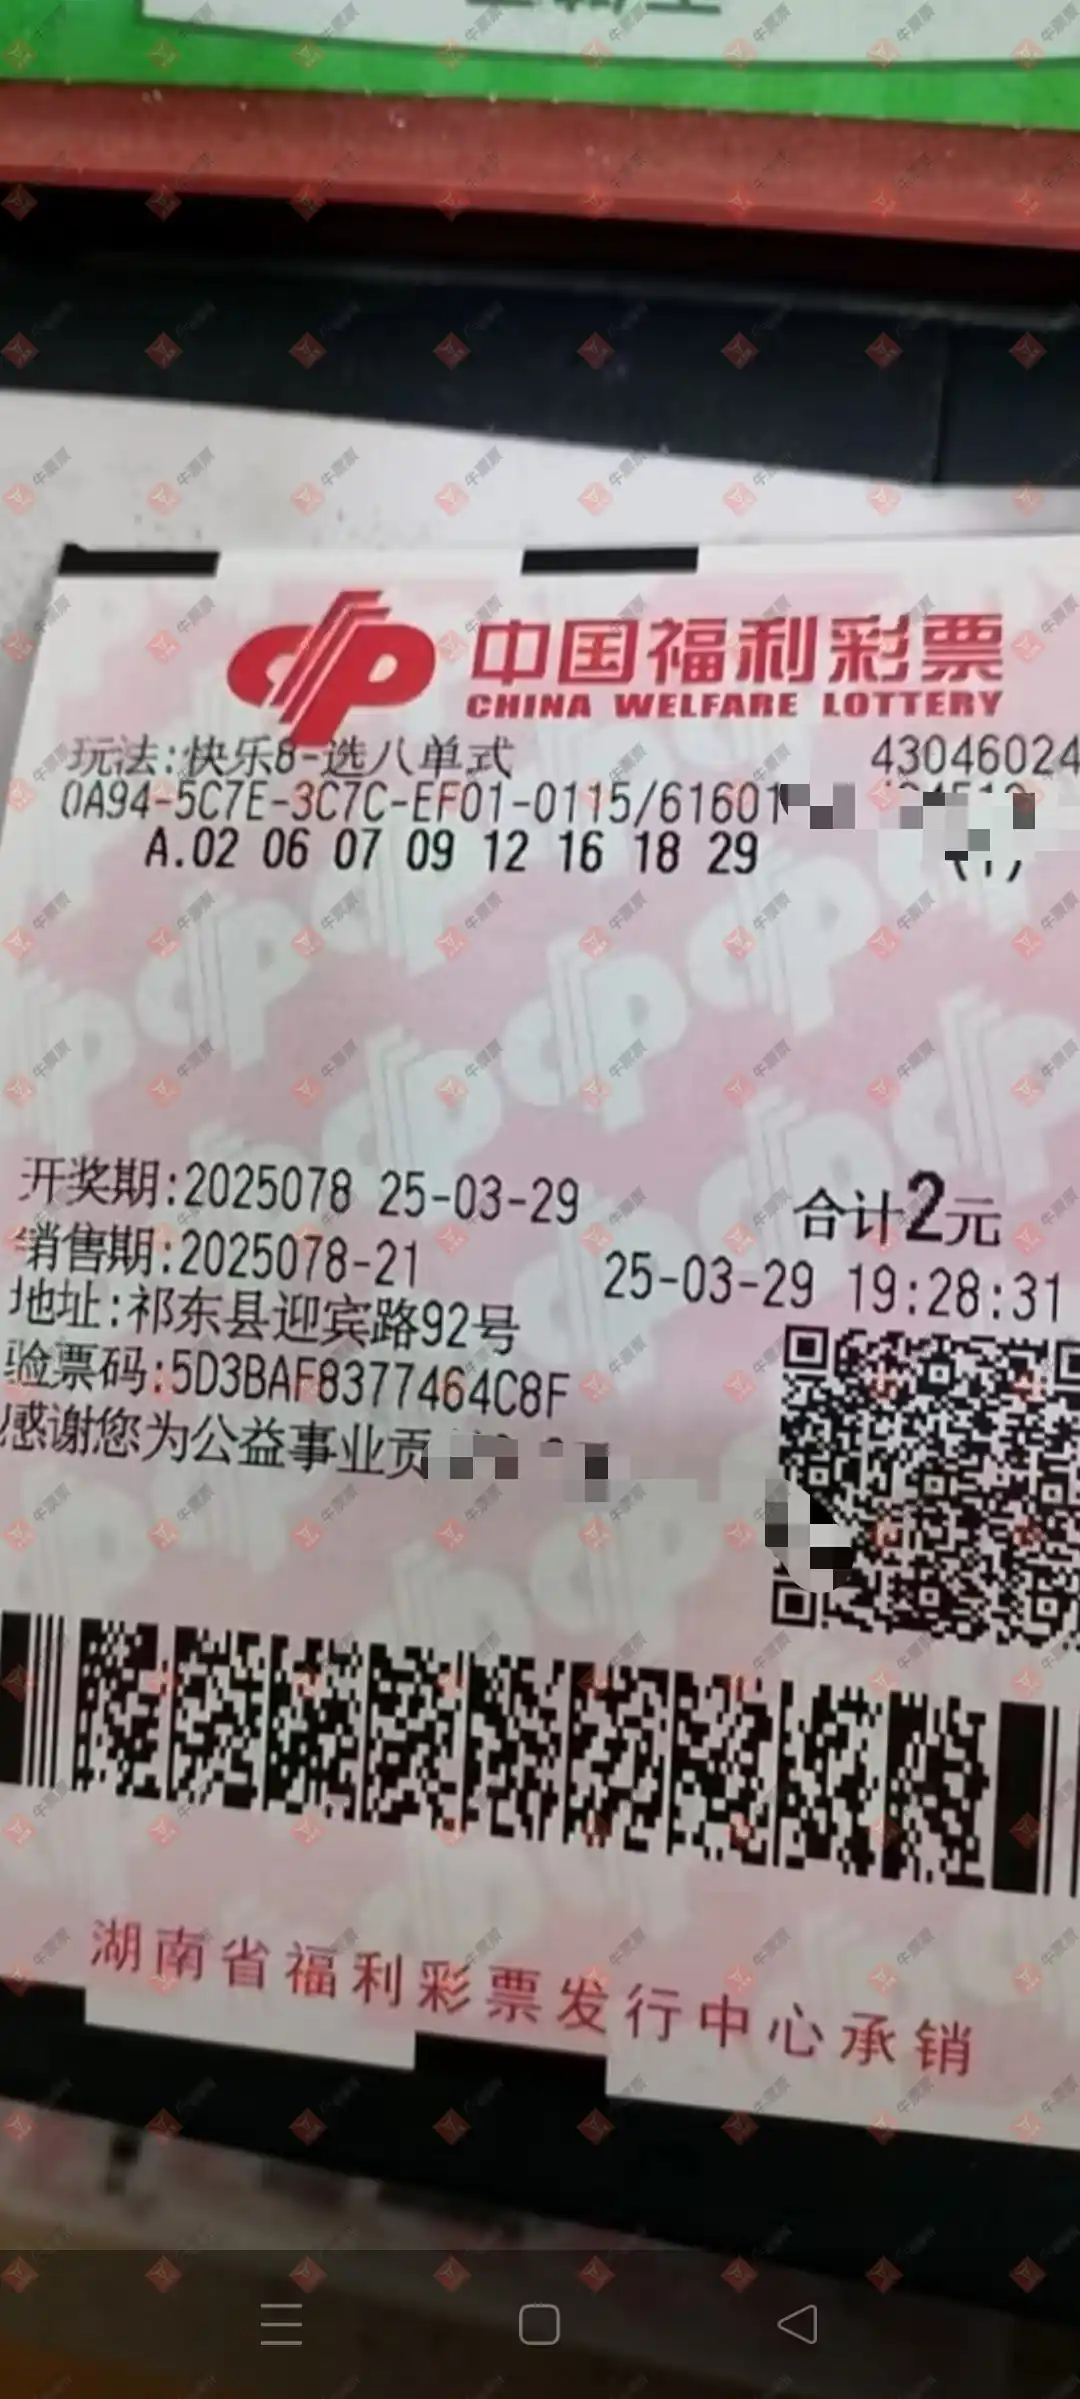 中国福利彩票
CHINA WELFARE LOTTERY
玩法:快乐8-选八单式 43046024
0A94-5C7E-3C7C-EF01-0115/61601
A.02 06 07 09 12 16 18 29 (1)
开奖期:2025078 25-03-29 合计2元
销售期:2025078-21 25-03-29 19:28:31
地址:祁东县迎宾路92号
验票码:5D3BAF8377464C8F
感谢您为公益事业贡
湖南省福利彩票发行中心承销
牛票票